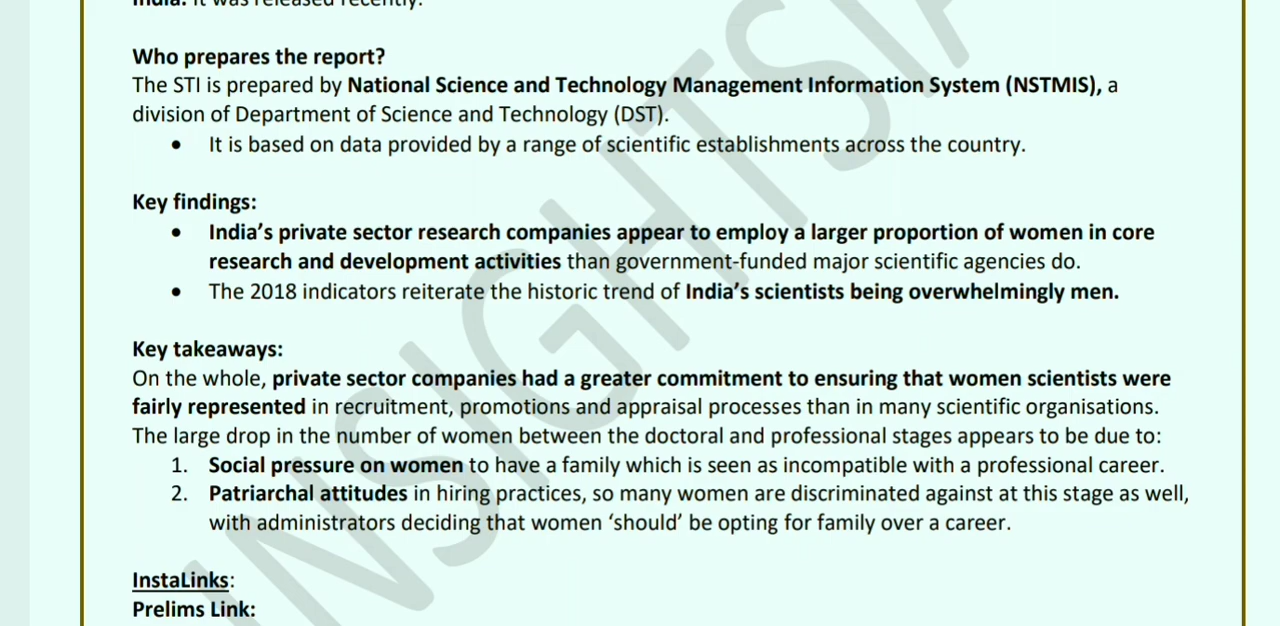 India. It was released recently.
Who prepares the report?
The STI is prepared by National Science and Technology Management Information System (NSTMIS), a
division of Department of Science and Technology (DST).
• It is based on data provided by a range of scientific establishments across the country.
Key findings:
• India's private sector research companies appear to employ a larger proportion of women in core
research and development activities than government-funded major scientific agencies do.
• The 2018 indicators reiterate the historic trend of India's scientists being overwhelmingly men.
Key takeaways:
On the whole, private sector companies had a greater commitment to ensuring that women scientists were
fairly represented in recruitment, promotions and appraisal processes than in many scientific organisations.
The large drop in the number of women between the doctoral and professional stages appears to be due to:
1. Social pressure on women to have a family which is seen as incompatible with a professional career.
2. Patriarchal attitudes in hiring practices, so many women are discriminated against at this stage as well,
with administrators deciding that women ‘should’ be opting for family over a career.
InstaLinks:
Prelims Link:
INSIGHTSIA